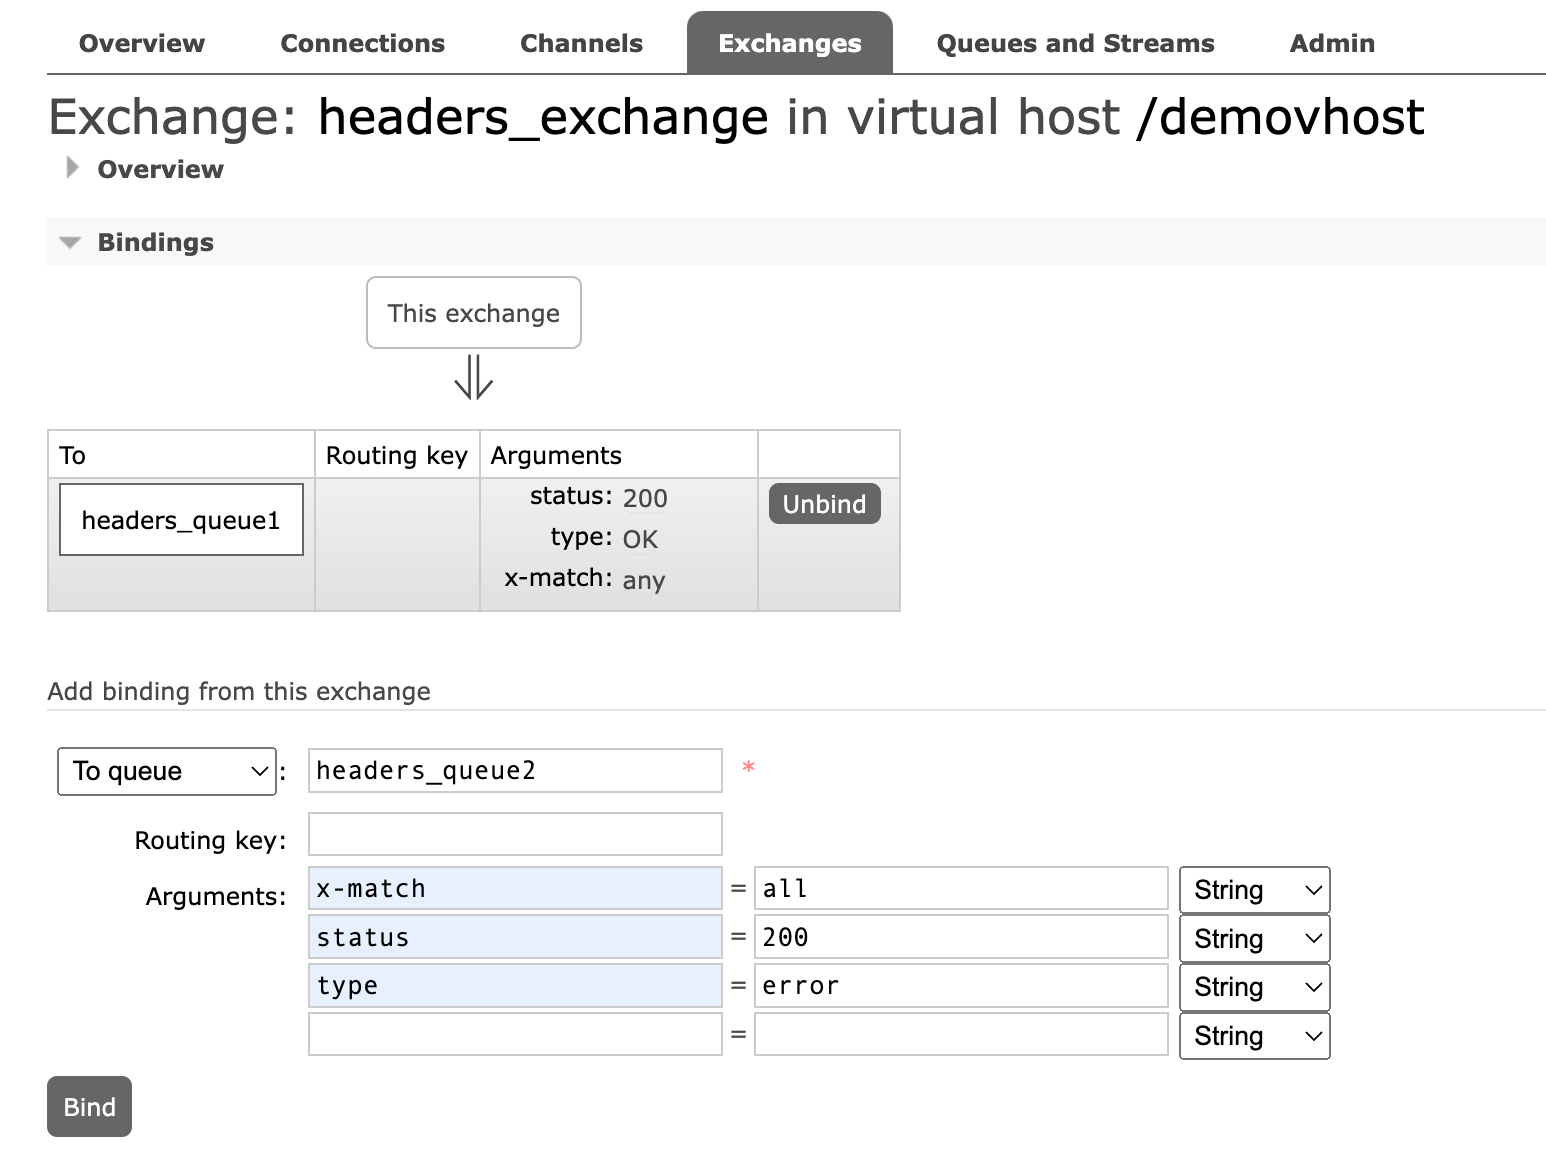 Overview Connections Channels Exchanges Queues and Streams Admin
Exchange: headers_exchange in virtual host /demovhost
Overview
Bindings
This exchange
To Routing key Arguments
headers_queue1 status: 200 Unbind
type: OK
x-match: any
Add binding from this exchange
To queue : headers_queue2 *
Routing key:
Arguments: x-match = all String
status = 200 String
type = error String
= String
Bind